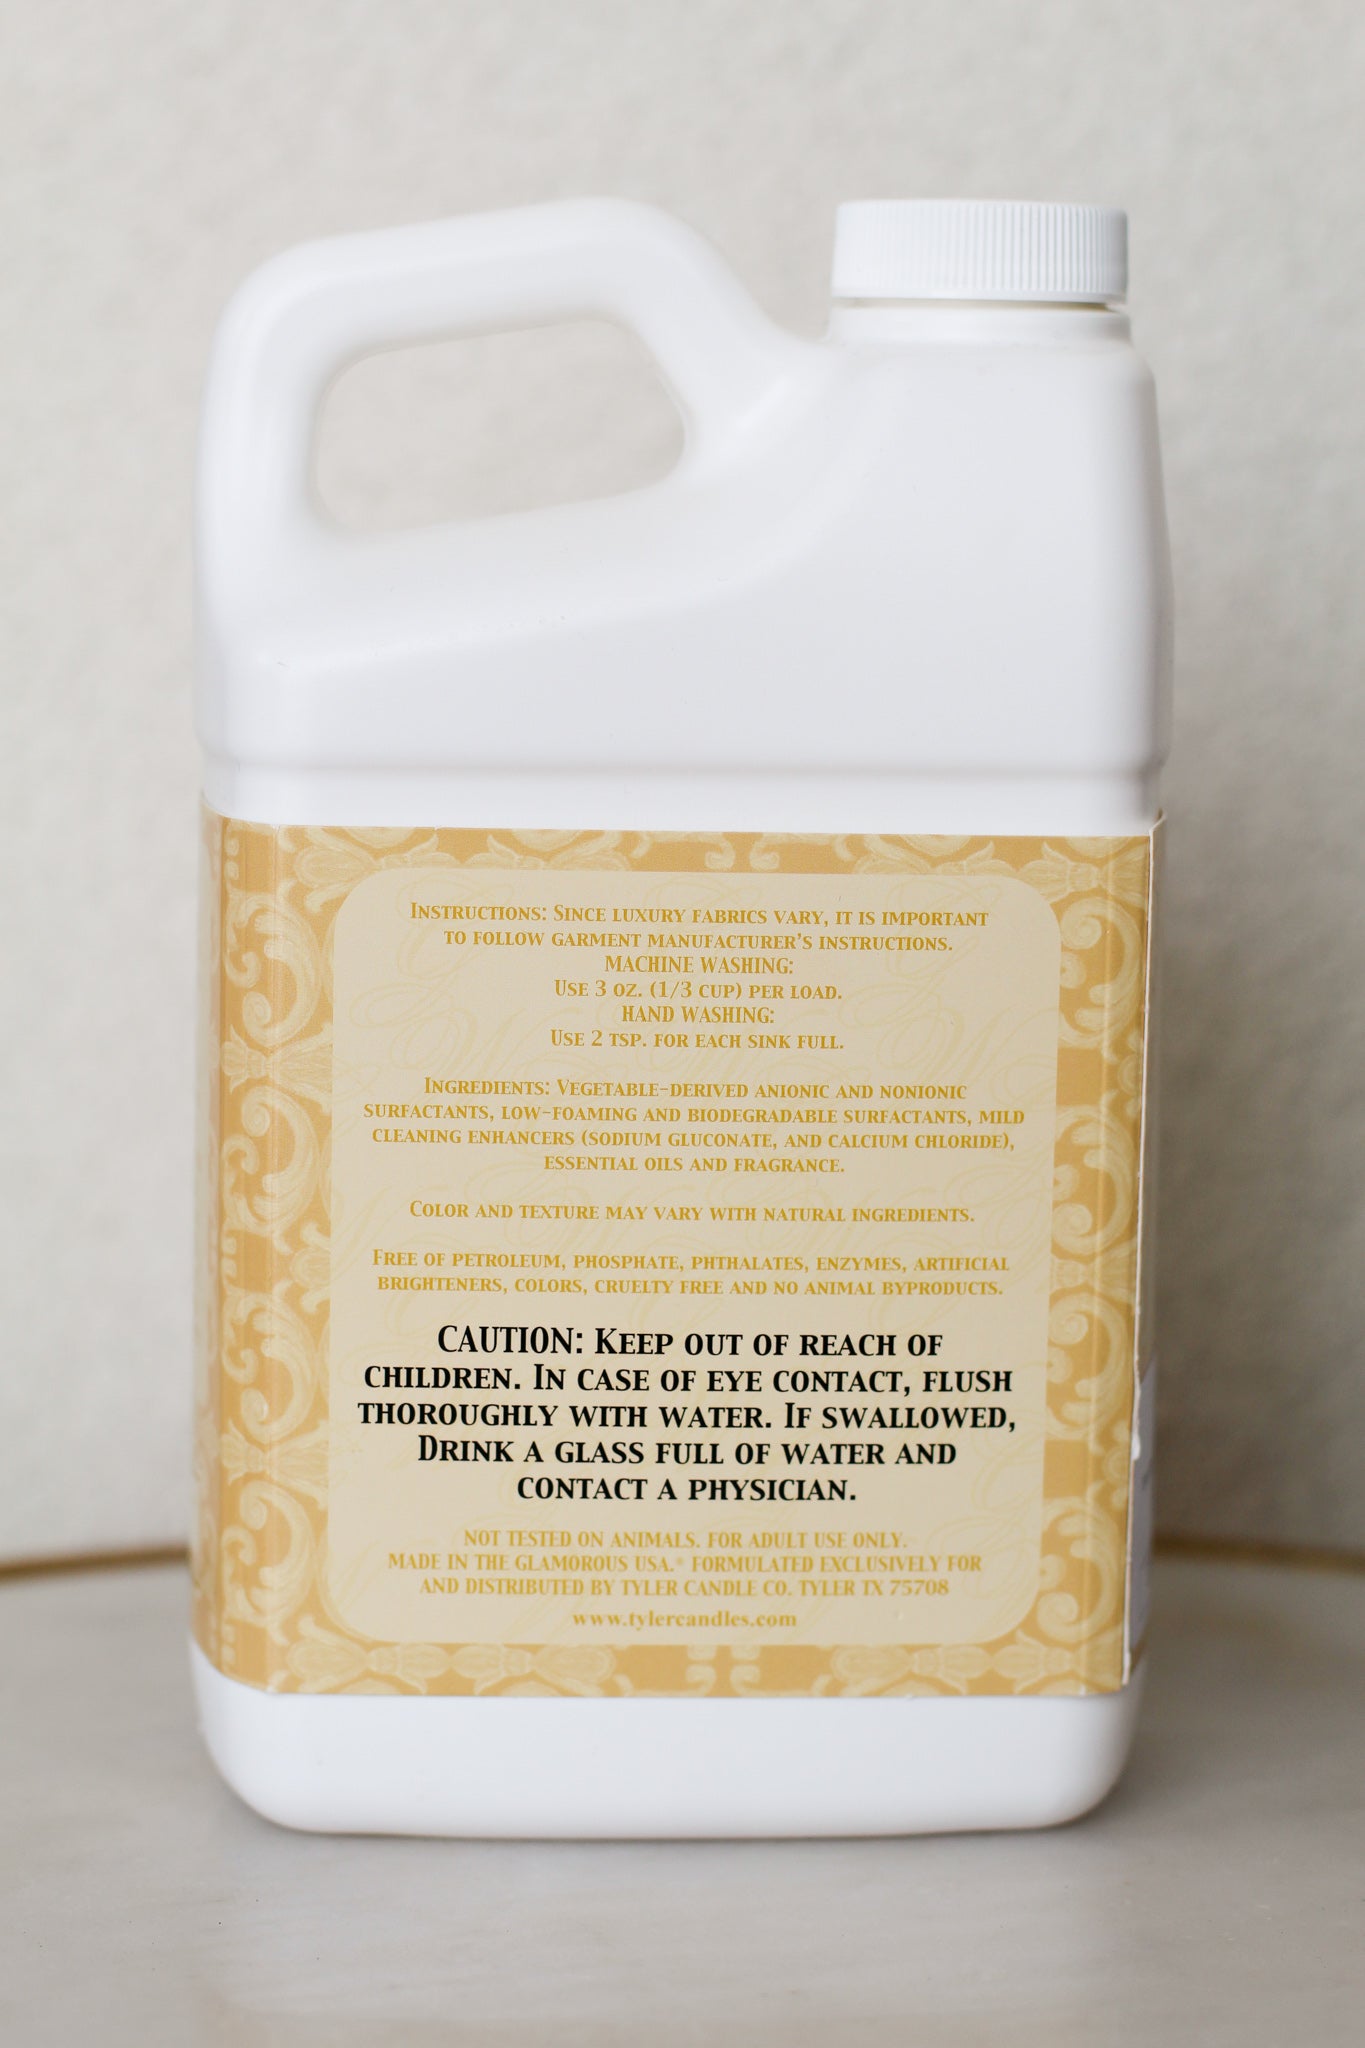 Instructions: Since luxury fabrics vary, it is important
to follow garment manufacturer's instructions.
MACHINE WASHING:
Use 3 oz. (1/3 cup) per load.
HAND WASHING:
Use 2 tsp. for each sink full.
Ingredients: Vegetable-derived anionic and nonionic
surfactants, low-foaming and biodegradable surfactants, mild
cleaning enhancers (sodium gluconate, and calcium chloride),
essential oils and fragrance.
Color and texture may vary with natural ingredients.
Free of petroleum, phosphate, phthalates, enzymes, artificial
brighteners, colors, cruelty free and no animal byproducts.
CAUTION: Keep out of reach of
children. In case of eye contact, flush
thoroughly with water. If swallowed,
Drink a glass full of water and
contact a physician.
NOT TESTED ON ANIMALS. FOR ADULT USE ONLY.
MADE IN THE GLAMOROUS USA.® FORMULATED EXCLUSIVELY FOR
AND DISTRIBUTED BY TYLER CANDLE CO. TYLER TX 75708
www.tylercandles.com